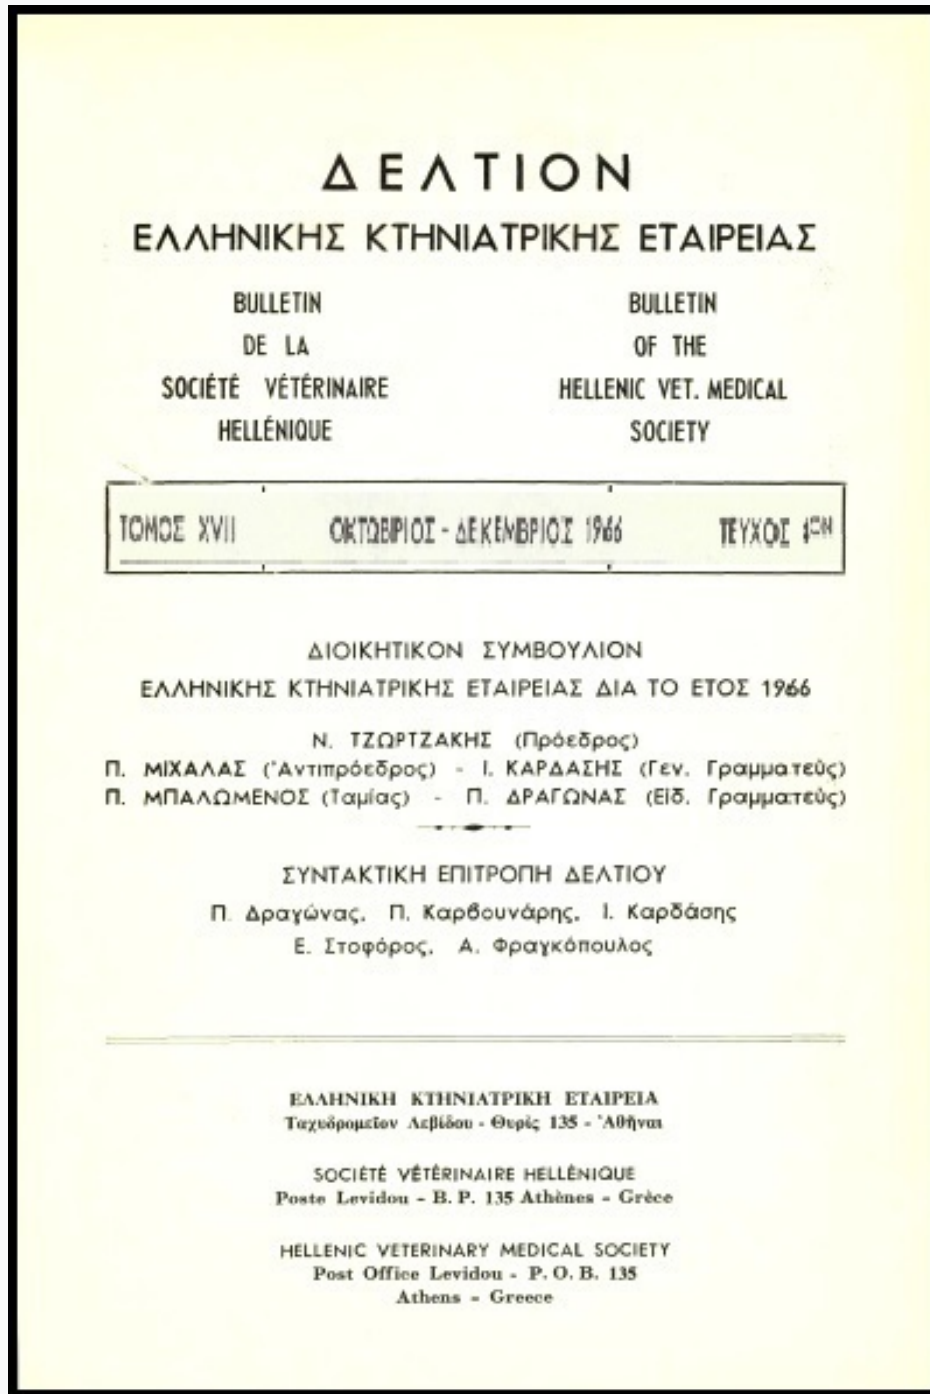 ΔΕΛΤΙΟΝ
ΕΛΛΗΝΙΚΗΣ ΚΤΗΝΙΑΤΡΙΚΗΣ ΕΤΑΙΡΕΙΑΣ
BULLETIN
DE LA
SOCIÉTÉ VÉTÉRINAIRE
HELLÉNIQUE
BULLETIN
OF THE
HELLENIC VET. MEDICAL
SOCIETY
ΤΟΜΟΣ XVII ΟΚΤΩΒΡΙΟΣ - ΔΕΚΕΜΒΡΙΟΣ 1966 ΤΕΥΧΟΣ 4ΟΝ
ΔΙΟΙΚΗΤΙΚΟΝ ΣΥΜΒΟΥΛΙΟΝ
ΕΛΛΗΝΙΚΗΣ ΚΤΗΝΙΑΤΡΙΚΗΣ ΕΤΑΙΡΕΙΑΣ ΔΙΑ ΤΟ ΕΤΟΣ 1966
Ν. ΤΖΩΡΤΖΑΚΗΣ (Πρόεδρος)
Π. ΜΙΧΑΛΑΣ (Ἀντιπρόεδρος) - Ι. ΚΑΡΔΑΣΗΣ (Γεν. Γραμματεὺς)
Π. ΜΠΑΛΩΜΕΝΟΣ (Ταμίας) - Π. ΔΡΑΓΩΝΑΣ (Εἰδ. Γραμματεὺς)
ΣΥΝΤΑΚΤΙΚΗ ΕΠΙΤΡΟΠΗ ΔΕΛΤΙΟΥ
Π. Δραγώνας, Π. Καρβουνάρης, Ι. Καρδάσης
Ε. Στοφόρος, Α. Φραγκόπουλος
ΕΛΛΗΝΙΚΗ ΚΤΗΝΙΑΤΡΙΚΗ ΕΤΑΙΡΕΙΑ
Ταχυδρομεῖον Λεβίδου - Θυρὶς 135 - Ἀθῆναι
SOCIÉTÉ VÉTÉRINAIRE HELLÉNIQUE
Poste Levidou - B. P. 135 Athènes - Grèce
HELLENIC VETERINARY MEDICAL SOCIETY
Post Office Levidou - P. O. B. 135
Athens - Greece